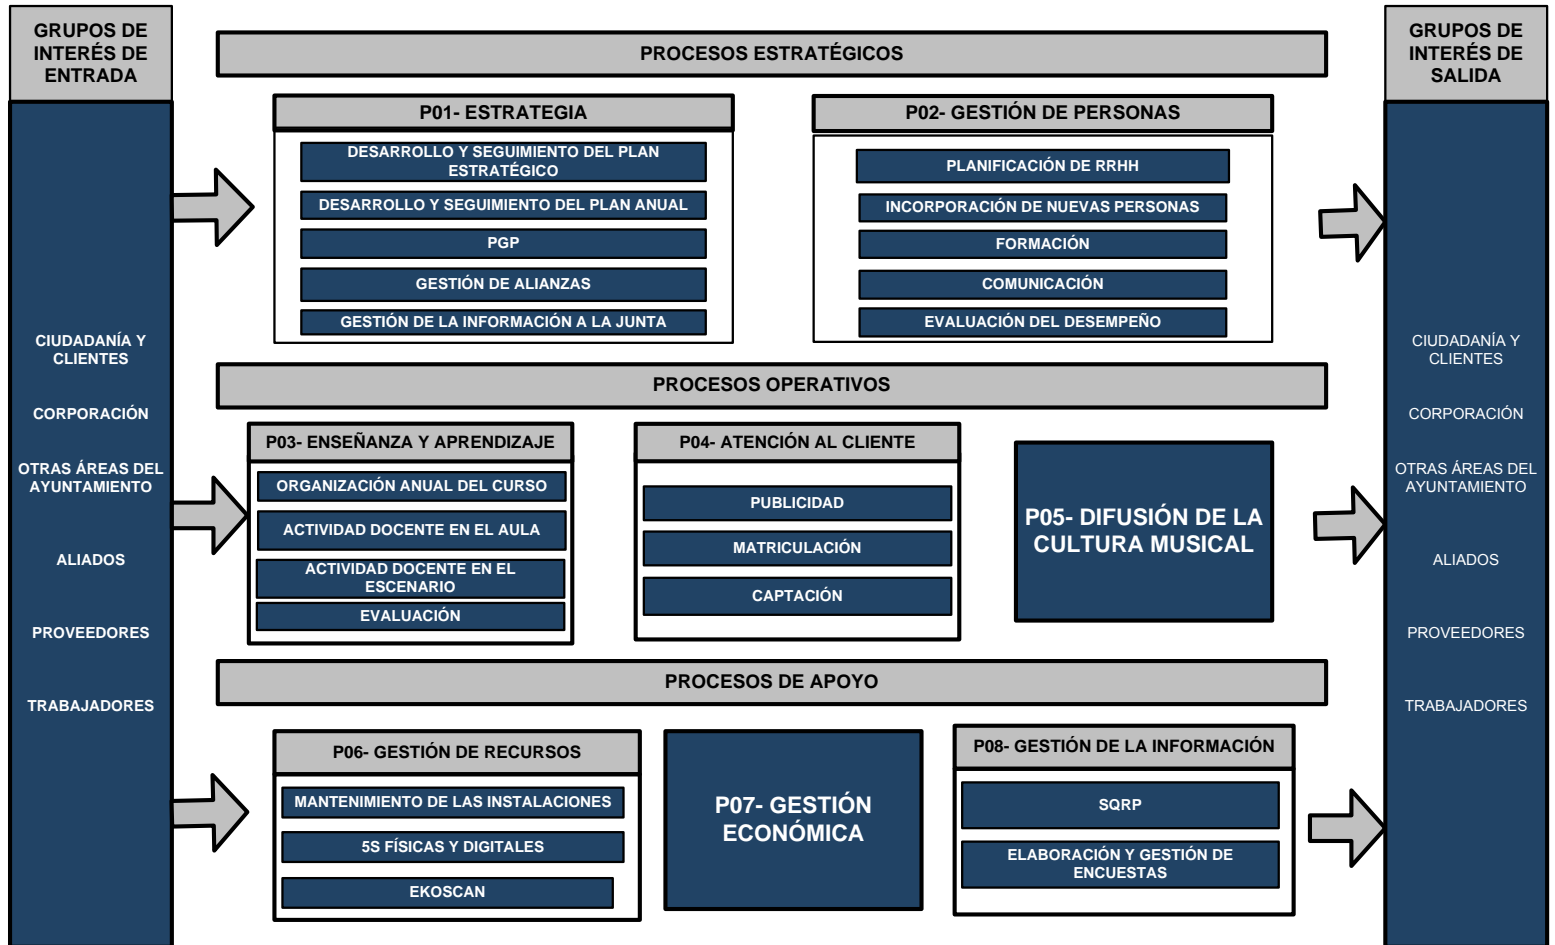 GRUPOS DE
INTERÉS DE
ENTRADA
CIUDADANÍA Y
CLIENTES
CORPORACIÓN
OTRAS ÁREAS DEL
AYUNTAMIENTO
ALIADOS
PROVEEDORES
TRABAJADORES
PROCESOS ESTRATÉGICOS
P01- ESTRATEGIA
DESARROLLO Y SEGUIMIENTO DEL PLAN
ESTRATÉGICO
DESARROLLO Y SEGUIMIENTO DEL PLAN ANUAL
PGP
GESTIÓN DE ALIANZAS
GESTIÓN DE LA INFORMACIÓN A LA JUNTA
P02- GESTIÓN DE PERSONAS
PLANIFICACIÓN DE RRHH
INCORPORACIÓN DE NUEVAS PERSONAS
FORMACIÓN
COMUNICACIÓN
EVALUACIÓN DEL DESEMPEÑO
PROCESOS OPERATIVOS
P03- ENSEÑANZA Y APRENDIZAJE
ORGANIZACIÓN ANUAL DEL CURSO
ACTIVIDAD DOCENTE EN EL AULA
ACTIVIDAD DOCENTE EN EL
ESCENARIO
EVALUACIÓN
P04- ATENCIÓN AL CLIENTE
PUBLICIDAD
MATRICULACIÓN
CAPTACIÓN
P05- DIFUSIÓN DE LA
CULTURA MUSICAL
PROCESOS DE APOYO
P06- GESTIÓN DE RECURSOS
MANTENIMIENTO DE LAS INSTALACIONES
5S FÍSICAS Y DIGITALES
EKOSCAN
P07- GESTIÓN
ECONÓMICA
P08- GESTIÓN DE LA INFORMACIÓN
SQRP
ELABORACIÓN Y GESTIÓN DE
ENCUESTAS
GRUPOS DE
INTERÉS DE
SALIDA
CIUDADANÍA Y
CLIENTES
CORPORACIÓN
OTRAS ÁREAS DEL
AYUNTAMIENTO
ALIADOS
PROVEEDORES
TRABAJADORES